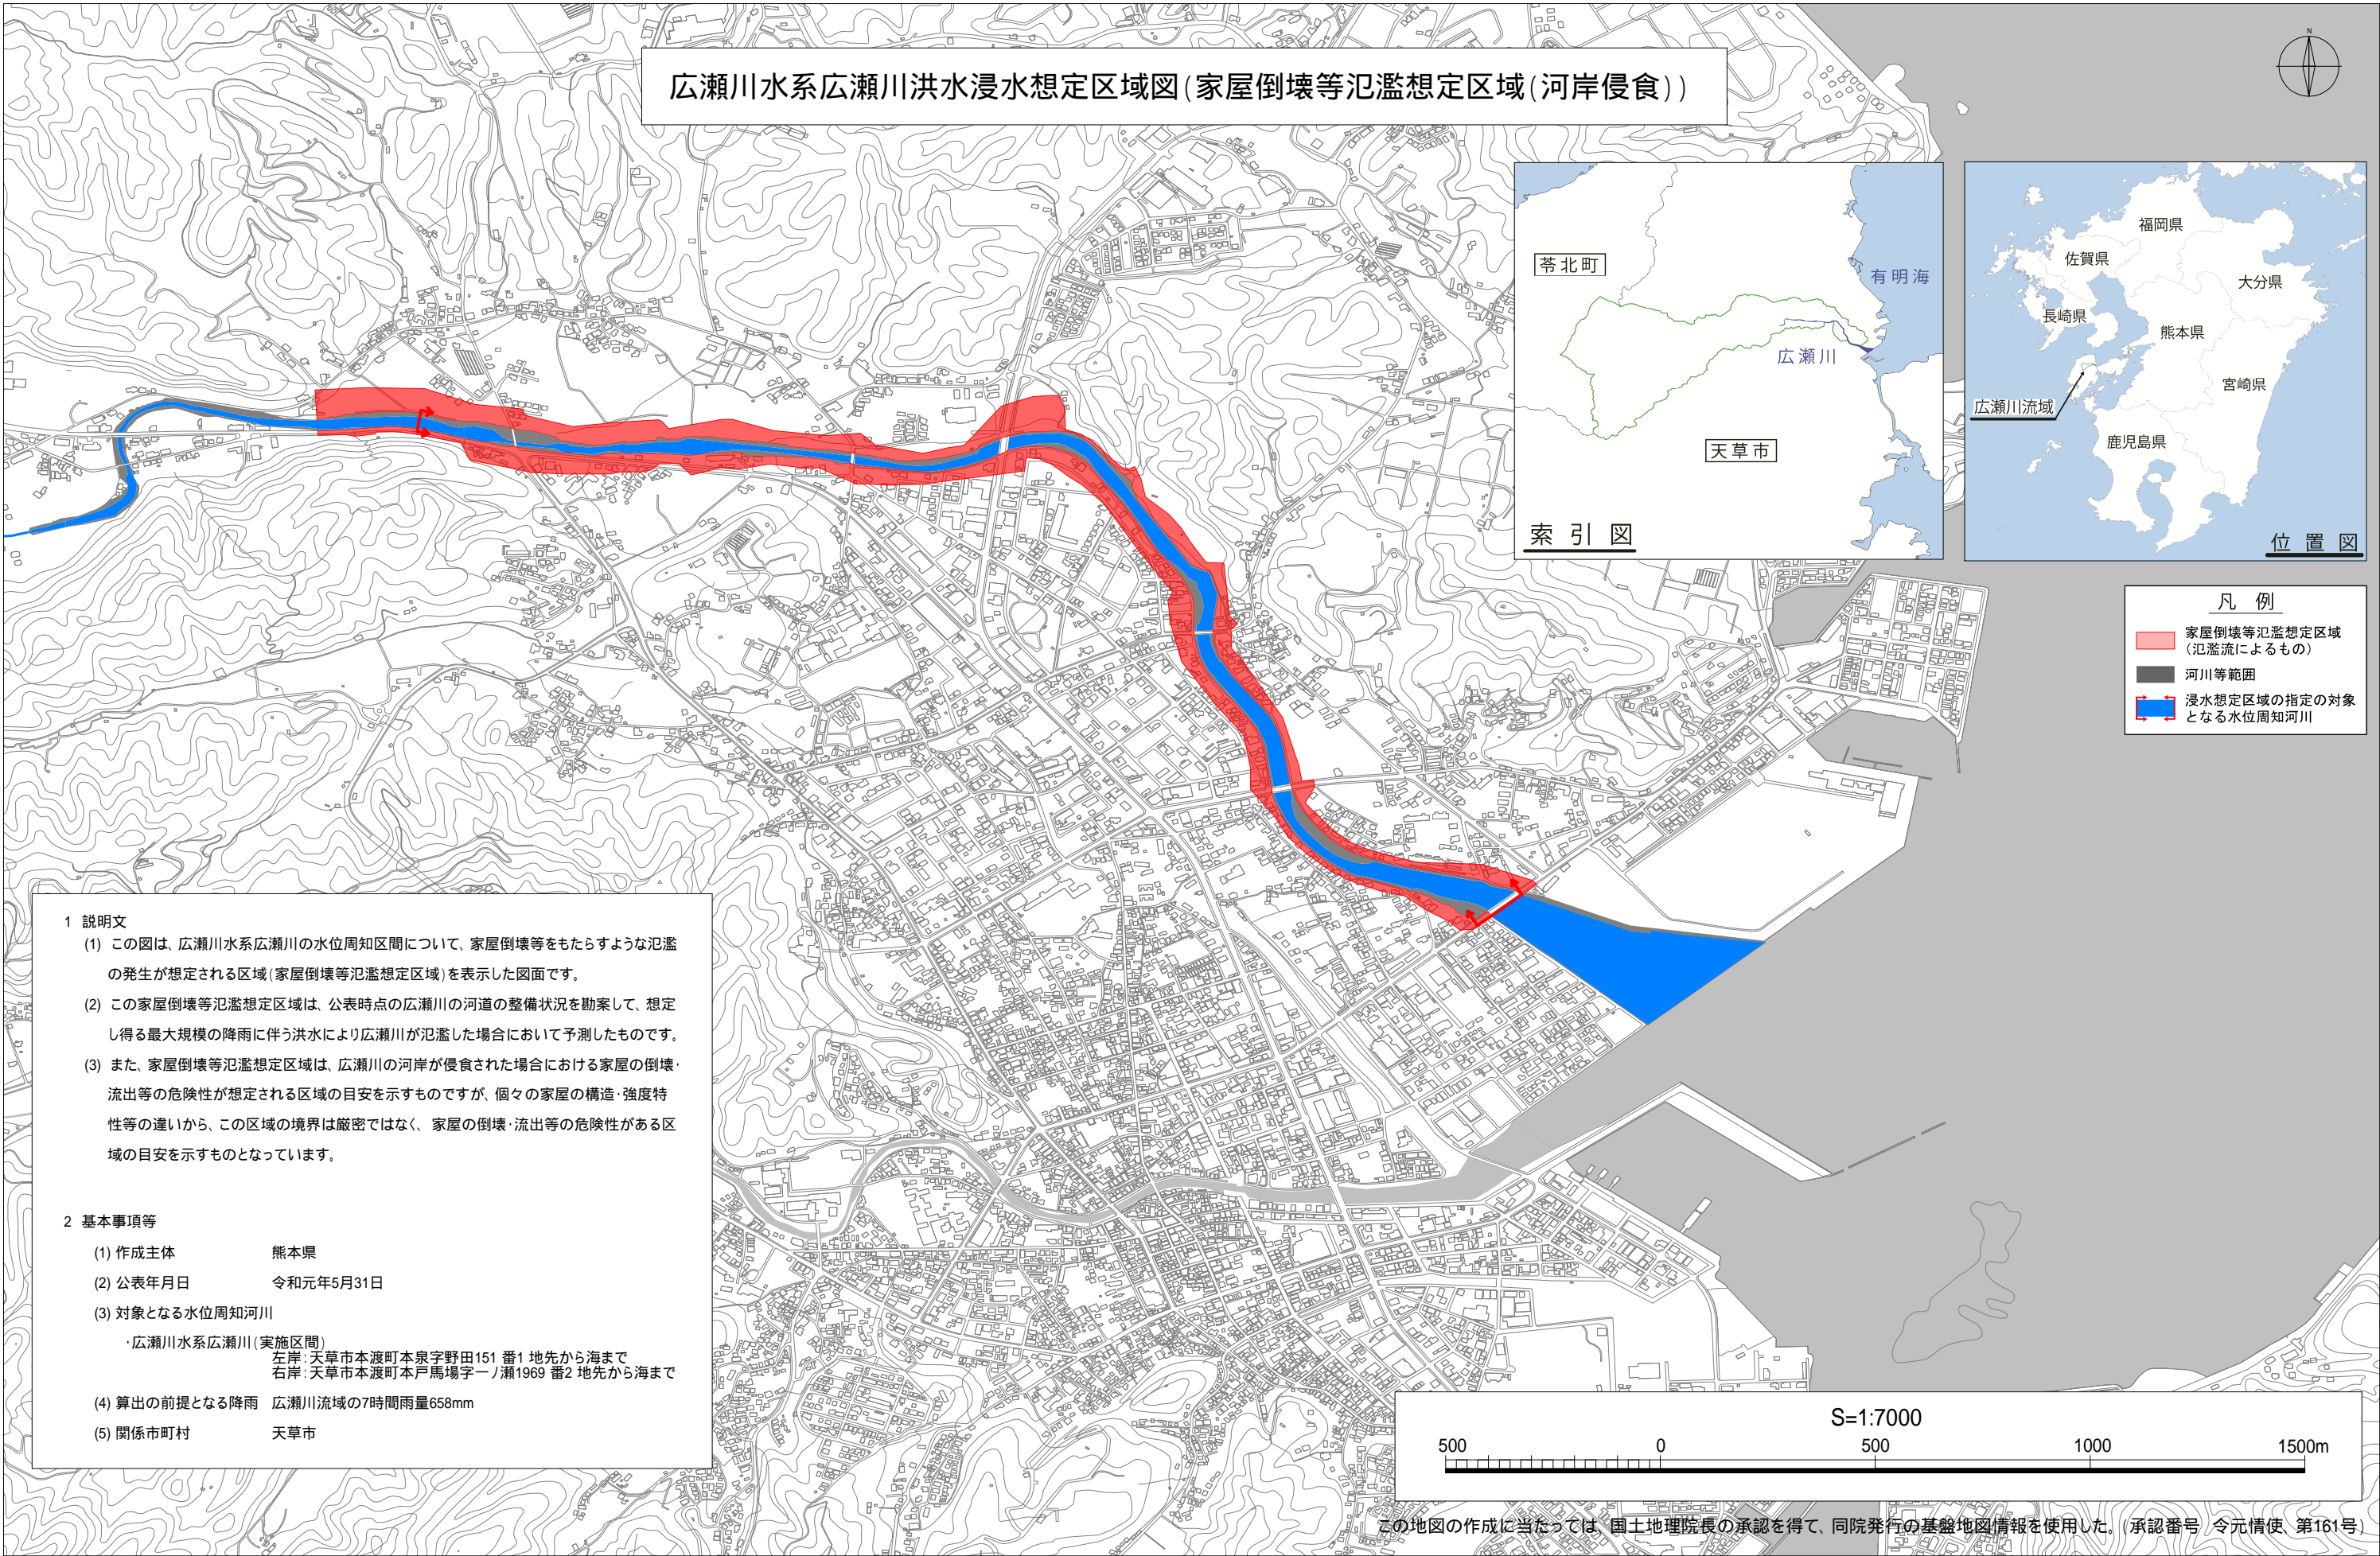 広瀬川水系広瀬川洪水浸水想定区域図(家屋倒壊等氾濫想定区域(河岸侵食))
N
苓北町
有明海
広瀬川
天草市
索引図
福岡県
佐賀県
大分県
長崎県
熊本県
宮崎県
広瀬川流域
鹿児島県
位置図
凡例
家屋倒壊等氾濫想定区域
(氾濫流によるもの)
河川等範囲
浸水想定区域の指定の対象
となる水位周知河川
1 説明文
(1) この図は、広瀬川水系広瀬川の水位周知区間について、家屋倒壊等をもたらすような氾濫
の発生が想定される区域(家屋倒壊等氾濫想定区域)を表示した図面です。
(2) この家屋倒壊等氾濫想定区域は、公表時点の広瀬川の河道の整備状況を勘案して、想定
し得る最大規模の降雨に伴う洪水により広瀬川が氾濫した場合において予測したものです。
(3) また、家屋倒壊等氾濫想定区域は、広瀬川の河岸が侵食された場合における家屋の倒壊・
流出等の危険性が想定される区域の目安を示すものですが、個々の家屋の構造・強度特
性等の違いから、この区域の境界は厳密ではなく、家屋の倒壊・流出等の危険性がある区
域の目安を示すものとなっています。
2 基本事項等
(1) 作成主体 熊本県
(2) 公表年月日 令和元年5月31日
(3) 対象となる水位周知河川
・広瀬川水系広瀬川(実施区間)
左岸:天草市本渡町本泉字野田151 番1 地先から海まで
右岸:天草市本渡町本戸馬場字一ノ瀬1969 番2 地先から海まで
(4) 算出の前提となる降雨 広瀬川流域の7時間雨量658mm
(5) 関係市町村 天草市
S=1:7000
500 0 500 1000 1500m
この地図の作成に当たっては、国土地理院長の承認を得て、同院発行の基盤地図情報を使用した。(承認番号 令元情使、第161号)